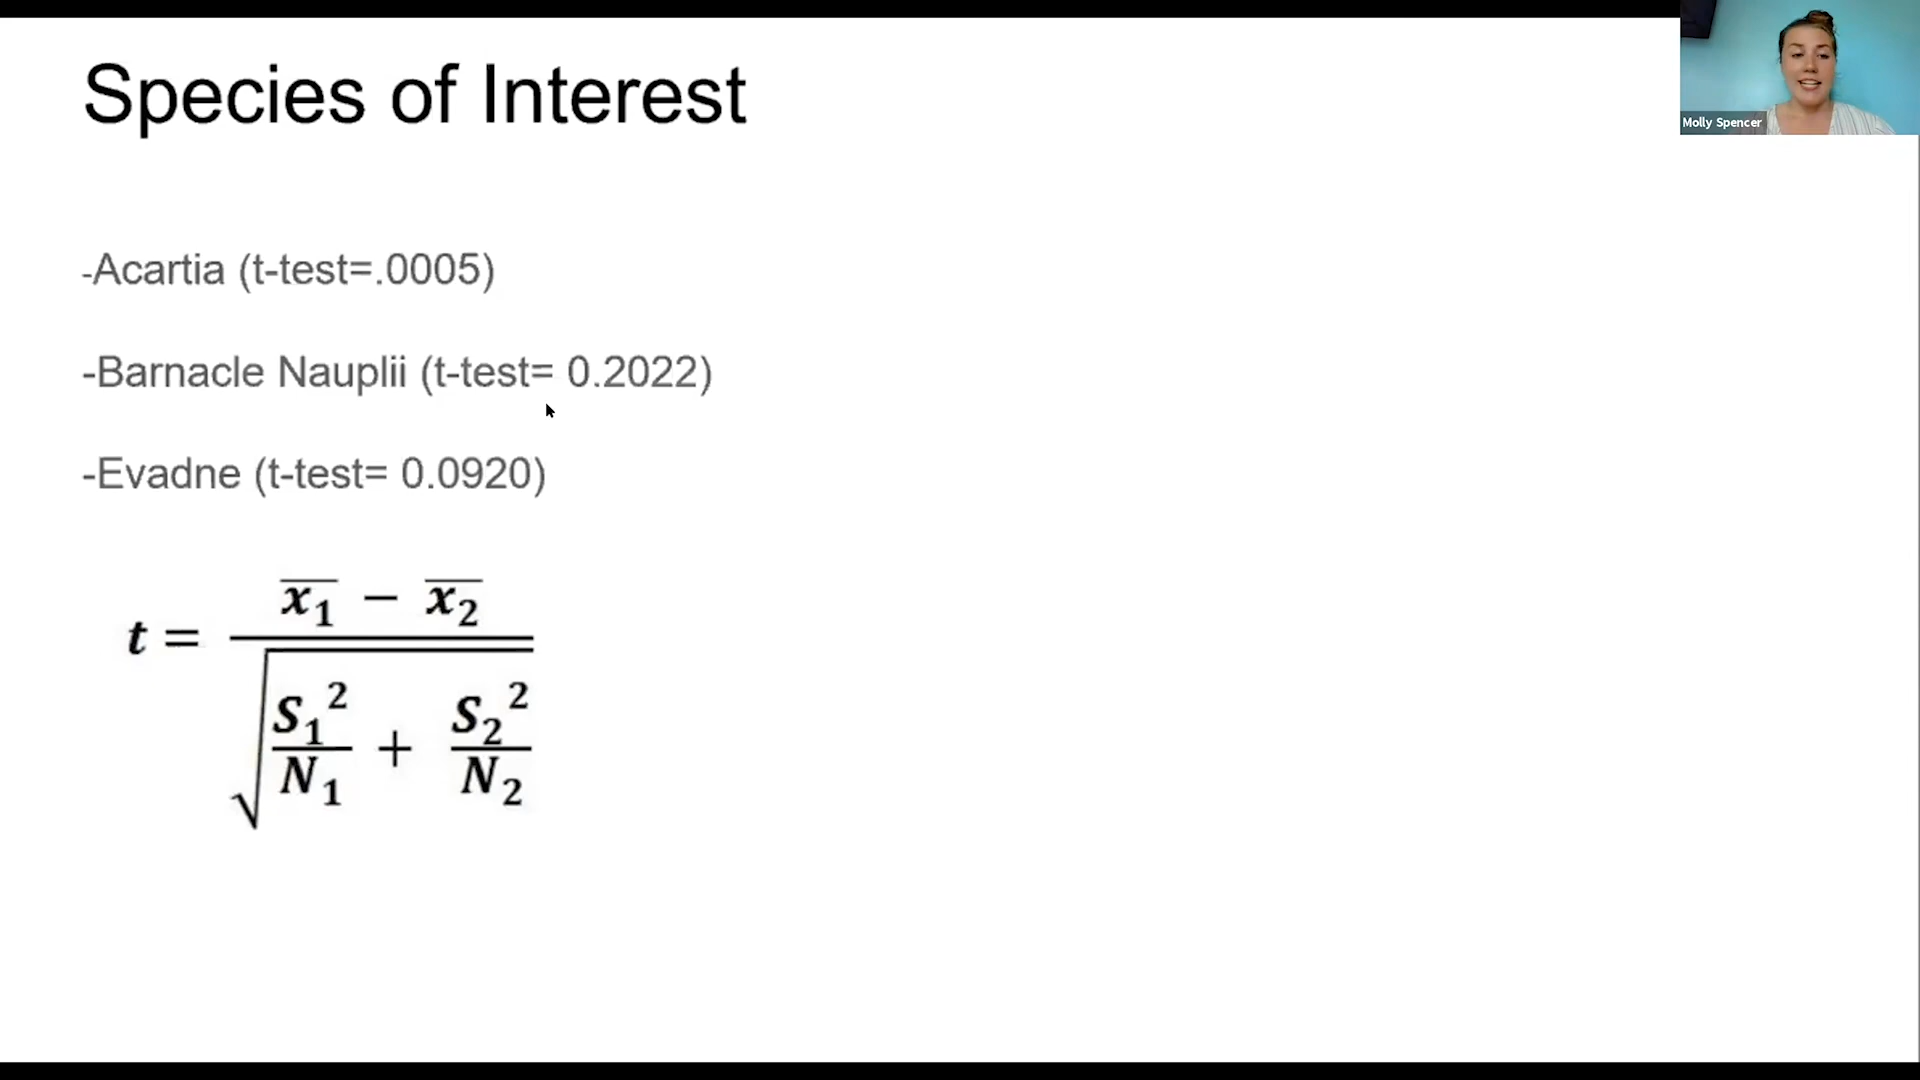 Species of Interest
Molly Spencer
-Acartia (t-test=.0005)
-Barnacle Nauplii (t-test= 0.2022)
-Evadne (t-test= 0.0920)
t = (x̅₁ − x̅₂) / √(S₁²/N₁ + S₂²/N₂)